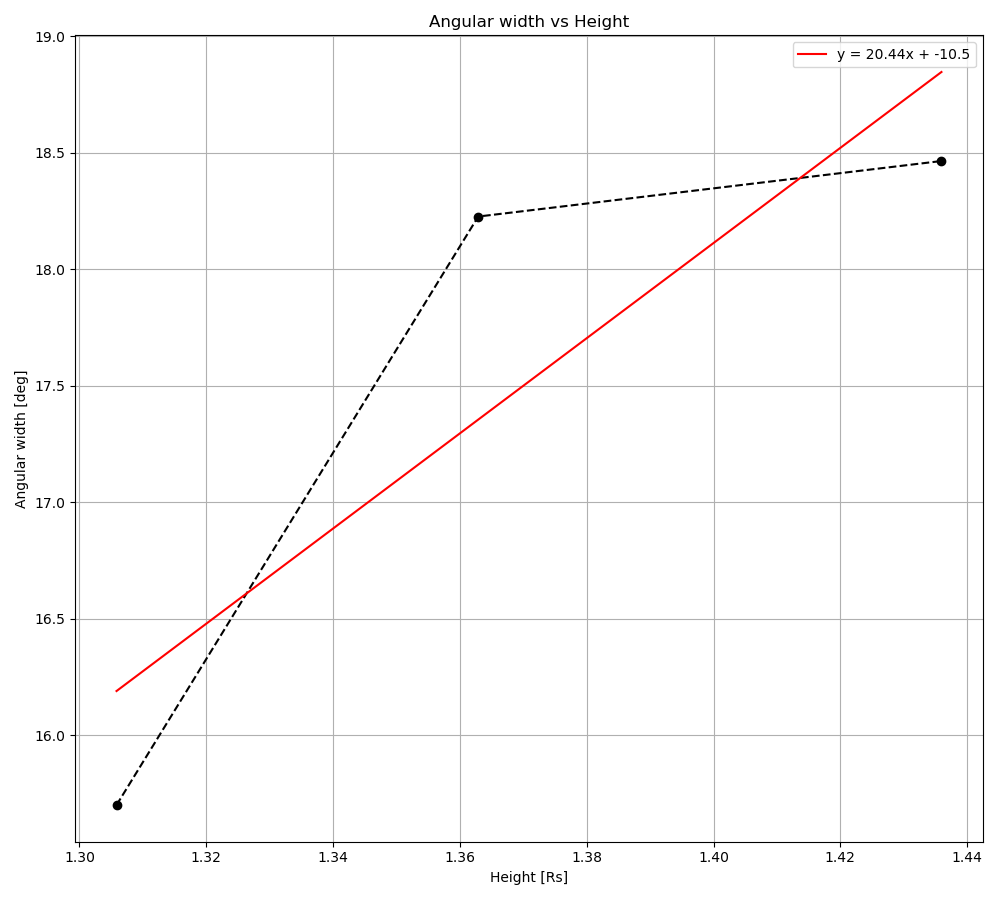 Angular width vs Height
y = 20.44x + -10.5
19.0
18.5
18.0
17.5
17.0
16.5
16.0
Angular width [deg]
1.30 1.32 1.34 1.36 1.38 1.40 1.42 1.44
Height [Rs]